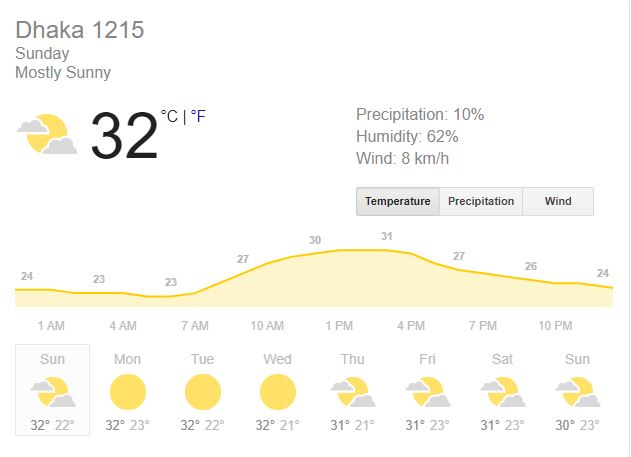 Dhaka 1215
Sunday
Mostly Sunny
32 °C | °F
Precipitation: 10%
Humidity: 62%
Wind: 8 km/h
Temperature Precipitation Wind
24 23 23 27 30 31 27 26 24
1 AM 4 AM 7 AM 10 AM 1 PM 4 PM 7 PM 10 PM
Sun Mon Tue Wed Thu Fri Sat Sun
32° 22° 32° 23° 32° 23° 32° 21° 31° 21° 31° 23° 31° 23° 30° 23°